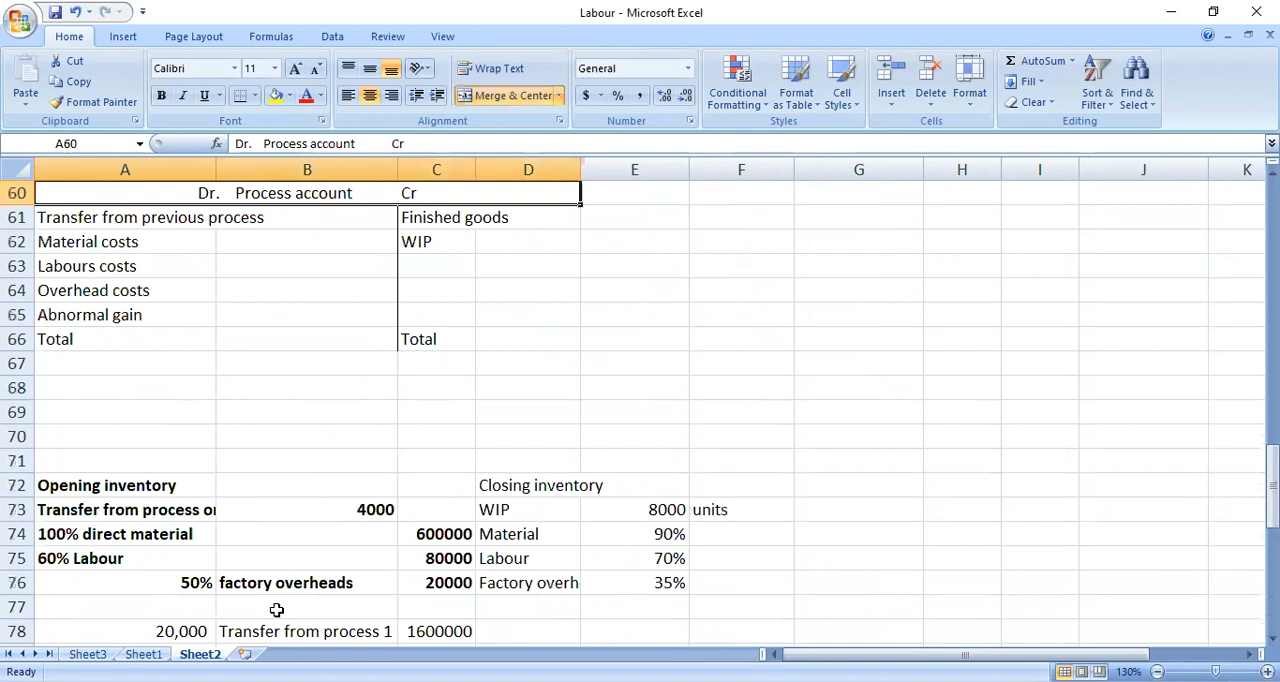 Labour - Microsoft Excel
Home Insert Page Layout Formulas Data Review View
Paste
Cut
Copy
Format Painter
Clipboard
Calibri 11 A A
B I U A
Font
Wrap Text
Merge & Center
Alignment
General
$ % , .0 .00 .00 .0
Number
Conditional Formatting
Format as Table
Cell Styles
Styles
Insert
Delete
Format
Cells
Σ AutoSum
Fill
Clear
Sort & Filter
Find & Select
Editing
A60 fx Dr. Process account Cr
A B C D E F G H I J K
60 Dr. Process account Cr
61 Transfer from previous process Finished goods
62 Material costs WIP
63 Labours costs
64 Overhead costs
65 Abnormal gain
66 Total Total
67
68
69
70
71
72 Opening inventory Closing inventory
73 Transfer from process or 4000 WIP 8000 units
74 100% direct material 600000 Material 90%
75 60% Labour 80000 Labour 70%
76 50% factory overheads 20000 Factory overh 35%
77
78 20,000 Transfer from process 1 1600000
Sheet3 Sheet1 Sheet2
Ready 130%